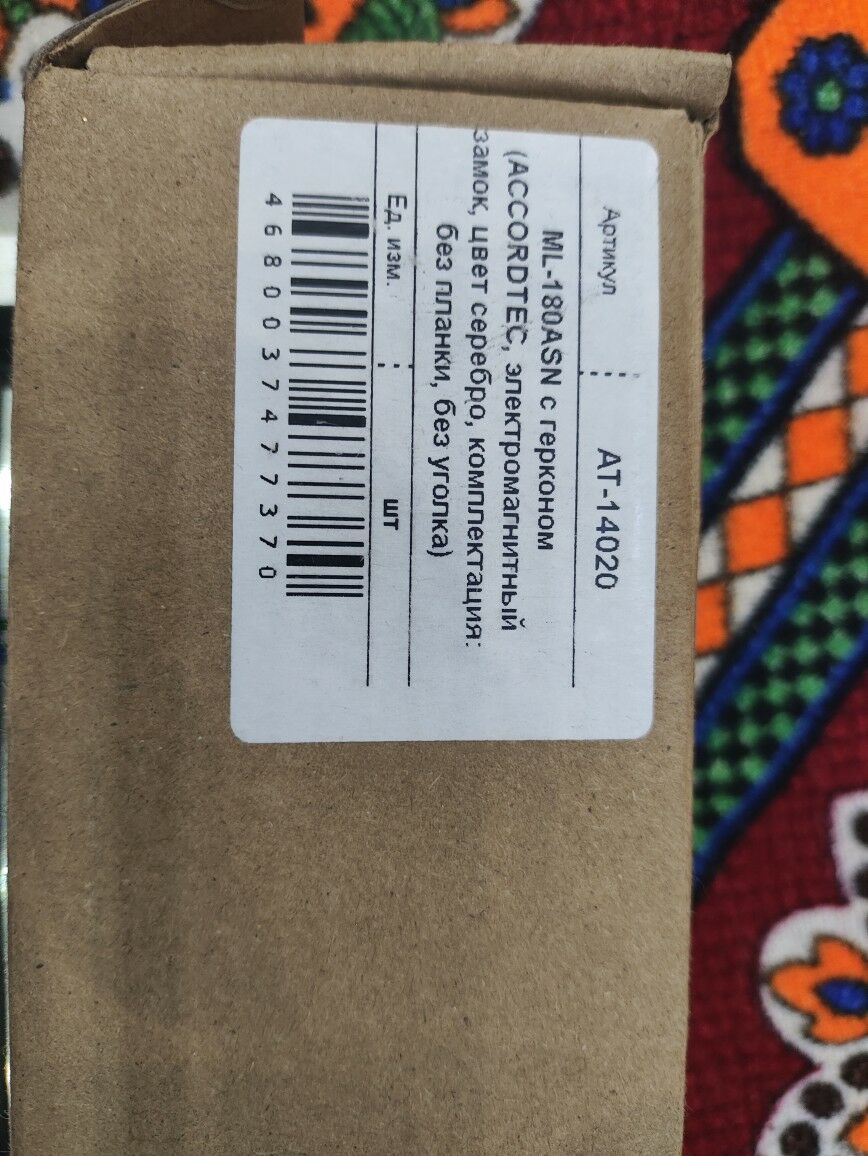 Артикул : АТ-14020
ML-180ASN с герконом
(ACCORDTEC, электромагнитный
замок, цвет серебро, комплектация:
без планки, без уголка)
Ед. изм. : шт
4680037477370